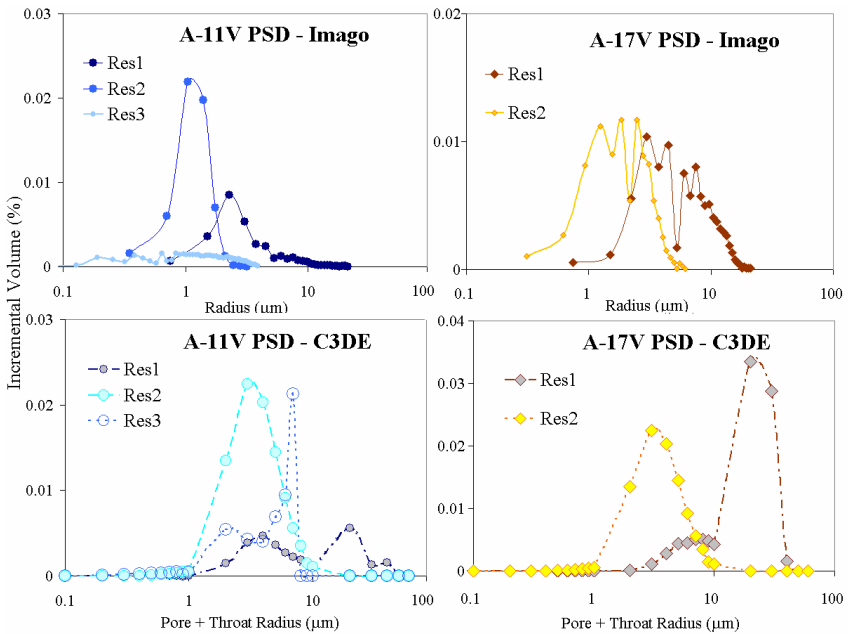 0.03
A-11V PSD - Imago
Res1
Res2
Res3
0.02
0.01
0
0.1
1
10
100
Radius (μm)
0.02
A-17V PSD - Imago
Res1
Res2
0.01
0
1
10
100
Radius (μm)
Incremental Volume (%)
0.03
A-11V PSD - C3DE
Res1
Res2
Res3
0.02
0.01
0
0.1
1
10
100
Pore + Throat Radius (μm)
0.04
A-17V PSD - C3DE
Res1
Res2
0.03
0.02
0.01
0
0.1
1
10
100
Pore + Throat Radius (μm)